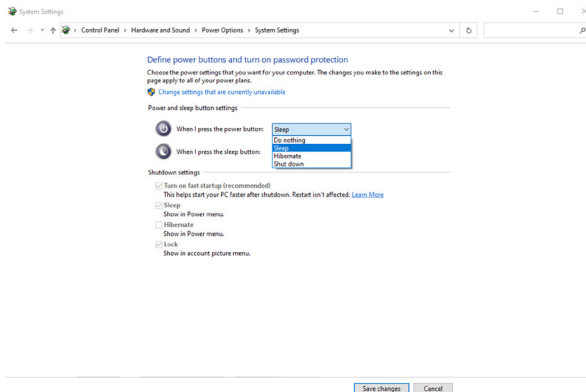 System Settings
Control Panel > Hardware and Sound > Power Options > System Settings
Define power buttons and turn on password protection
Choose the power settings that you want for your computer. The changes you make to the settings on this
page apply to all of your power plans.
Change settings that are currently unavailable
Power and sleep button settings
When I press the power button: Sleep
Do nothing
Sleep
When I press the sleep button:
Hibernate
Shut down
Shutdown settings
Turn on fast startup (recommended)
This helps start your PC faster after shutdown. Restart isn't affected. Learn More
Sleep
Show in Power menu.
Hibernate
Show in Power menu.
Lock
Show in account picture menu.
Save changes Cancel